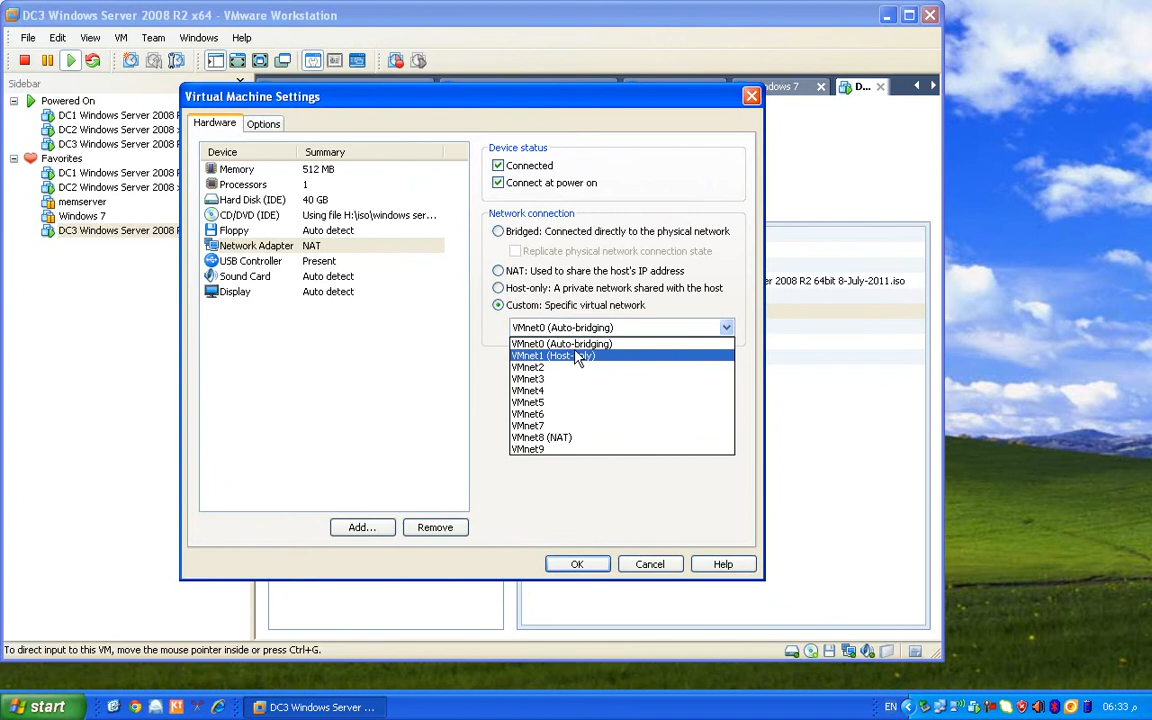 DC3 Windows Server 2008 R2 x64 - VMware Workstation
File Edit View VM Team Windows Help
Sidebar
Powered On
DC1 Windows Server 2008
DC2 Windows Server 2008
DC3 Windows Server 2008
Favorites
DC1 Windows Server 2008
DC2 Windows Server 2008
memserver
Windows 7
DC3 Windows Server 2008
dows 7
D...
Virtual Machine Settings
Hardware Options
Device Summary
Memory 512 MB
Processors 1
Hard Disk (IDE) 40 GB
CD/DVD (IDE) Using file H:\iso\windows ser...
Floppy Auto detect
Network Adapter NAT
USB Controller Present
Sound Card Auto detect
Display Auto detect
Add... Remove
Device status
Connected
Connect at power on
Network connection
Bridged: Connected directly to the physical network
Replicate physical network connection state
NAT: Used to share the host's IP address
Host-only: A private network shared with the host
Custom: Specific virtual network
VMnet0 (Auto-bridging)
VMnet0 (Auto-bridging)
VMnet1 (Host-only)
VMnet2
VMnet3
VMnet4
VMnet5
VMnet6
VMnet7
VMnet8 (NAT)
VMnet9
OK Cancel Help
er 2008 R2 64bit 8-July-2011.iso
To direct input to this VM, move the mouse pointer inside or press Ctrl+G.
start
DC3 Windows Server ...
EN
06:33 م